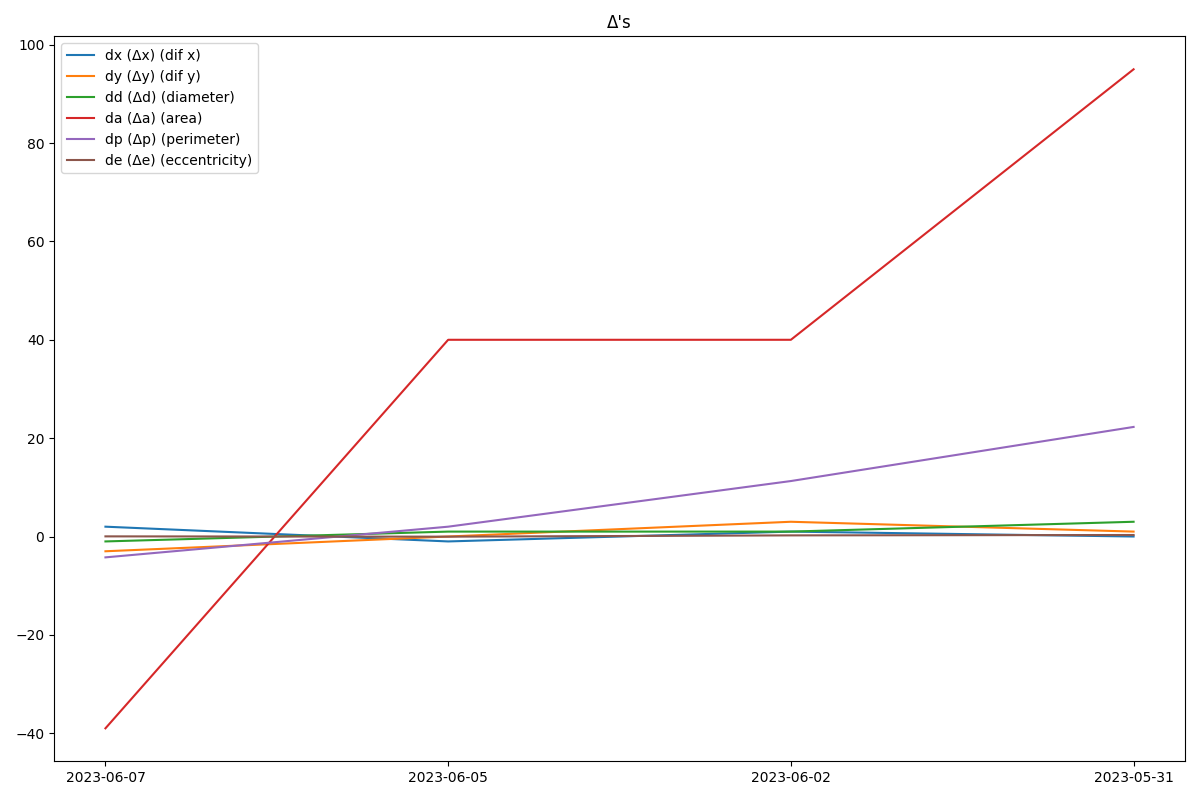 Δ's
dx (Δx) (dif x)
dy (Δy) (dif y)
dd (Δd) (diameter)
da (Δa) (area)
dp (Δp) (perimeter)
de (Δe) (eccentricity)
100
80
60
40
20
0
−20
−40
2023-06-07 2023-06-05 2023-06-02 2023-05-31